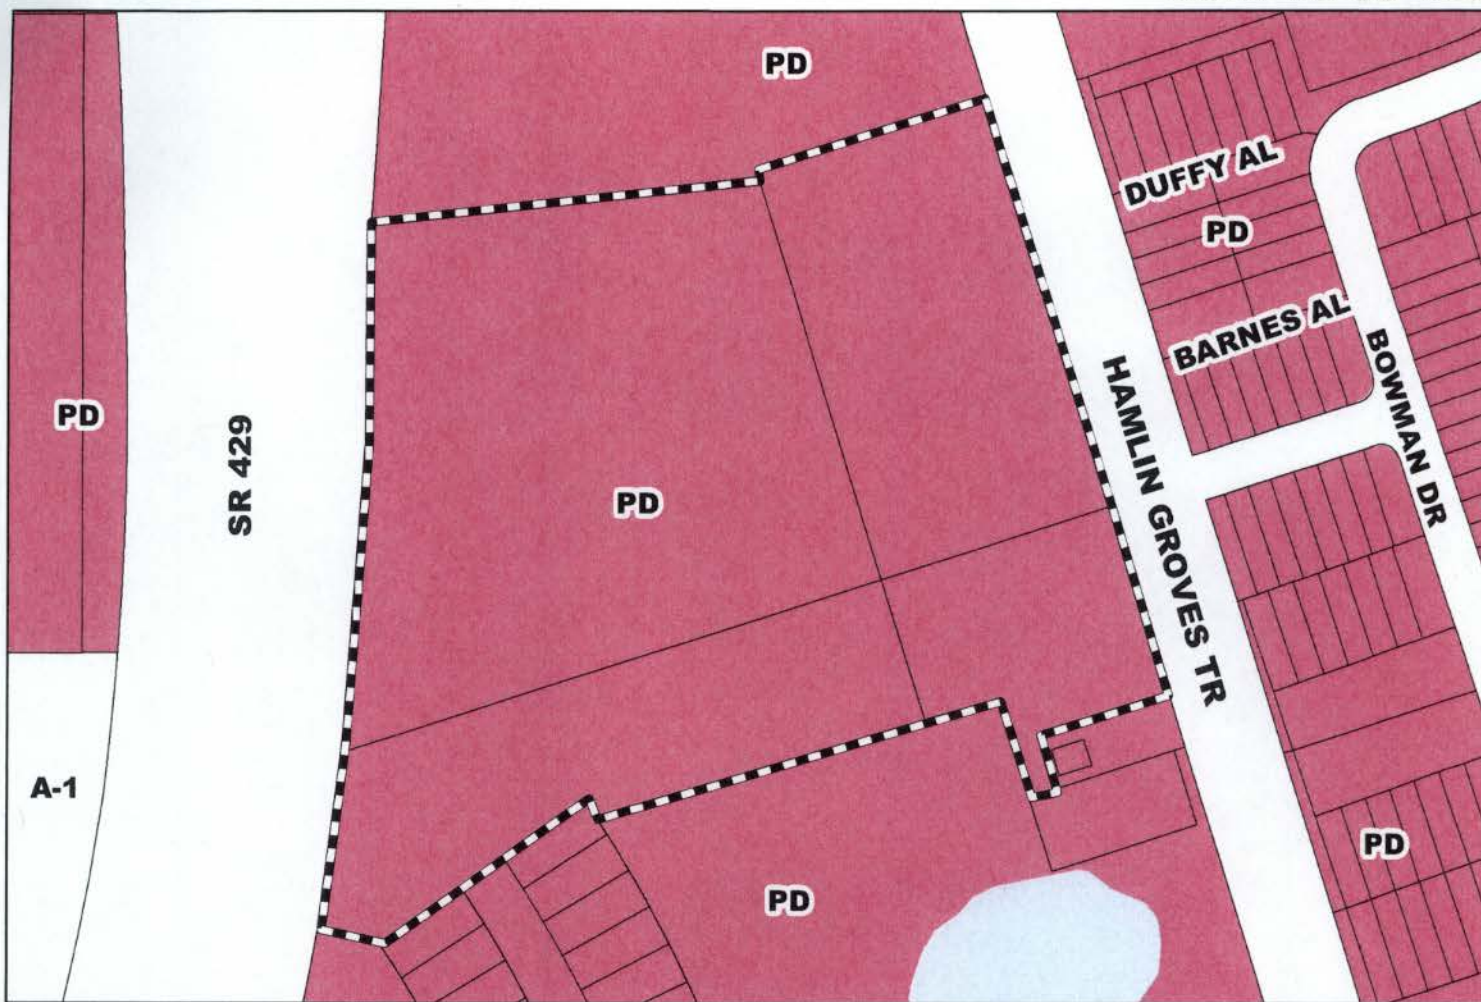 PD
DUFFY AL
PD
BARNES AL
PD
SR 429
PD
HAMLIN GROVES TR
BOWMAN DR
A-1
PD
PD